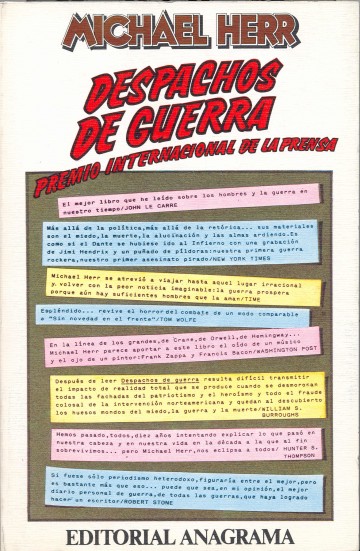 MICHAEL HERR
DESPACHOS
DE GUERRA
PREMIO INTERNACIONAL DE LA PRENSA
El mejor libro que he leído sobre los hombres y la guerra en
nuestro tiempo/JOHN LE CARRE
Más allá de la política,más allá de la retórica... sus materiales
son el miedo,la muerte,la alucinación y las almas ardiendo.Es
como si el Dante se hubiese ido al Infierno con una grabación
de Jimi Hendrix y un puñado de píldoras:nuestra primera guerra
rockera,nuestro primer asesinato pirado/NEW YORK TIMES
Michael Herr se atrevió a viajar hasta aquel lugar irracional
y volver con la peor noticia imaginable:la guerra prospera
porque aún hay suficientes hombres que la aman/TIME
Espléndido... revive el horror del combate de un modo comparable
a "Sin novedad en el frente"/TOM WOLFE
En la línea de los grandes,de Crane,de Orwell,de Hemingway...
Michael Herr parece aportar a este libro el oído de un músico
y el ojo de un pintor:Frank Zappa y Francis Bacon/WASHINGTON POST
Después de leer Despachos de guerra resulta difícil transmitir
el impacto de realidad total que se produce cuando se desmoronan
todas las fachadas del patriotismo y el heroísmo y todo el fraude
colosal de la intervención norteamericana y quedan al descubierto
los huesos mondos del miedo,la guerra y la muerte/WILLIAM S.
BURROUGHS
Hemos pasado,todos,diez años intentando explicar lo que pasó en
nuestra cabeza y en nuestra vida en la década a la que al fin
sobrevivimos... pero Michael Herr,nos eclipsa a todos/ HUNTER S.
THOMPSON
Si fuese sólo periodismo heterodoxo,figuraría entre el mejor,pero
es bastante más que eso... puede que sea,en mi opinión,el mejor
diario personal de guerra,de todas las guerras,que haya logrado
hacer un escritor/ROBERT STONE
EDITORIAL ANAGRAMA